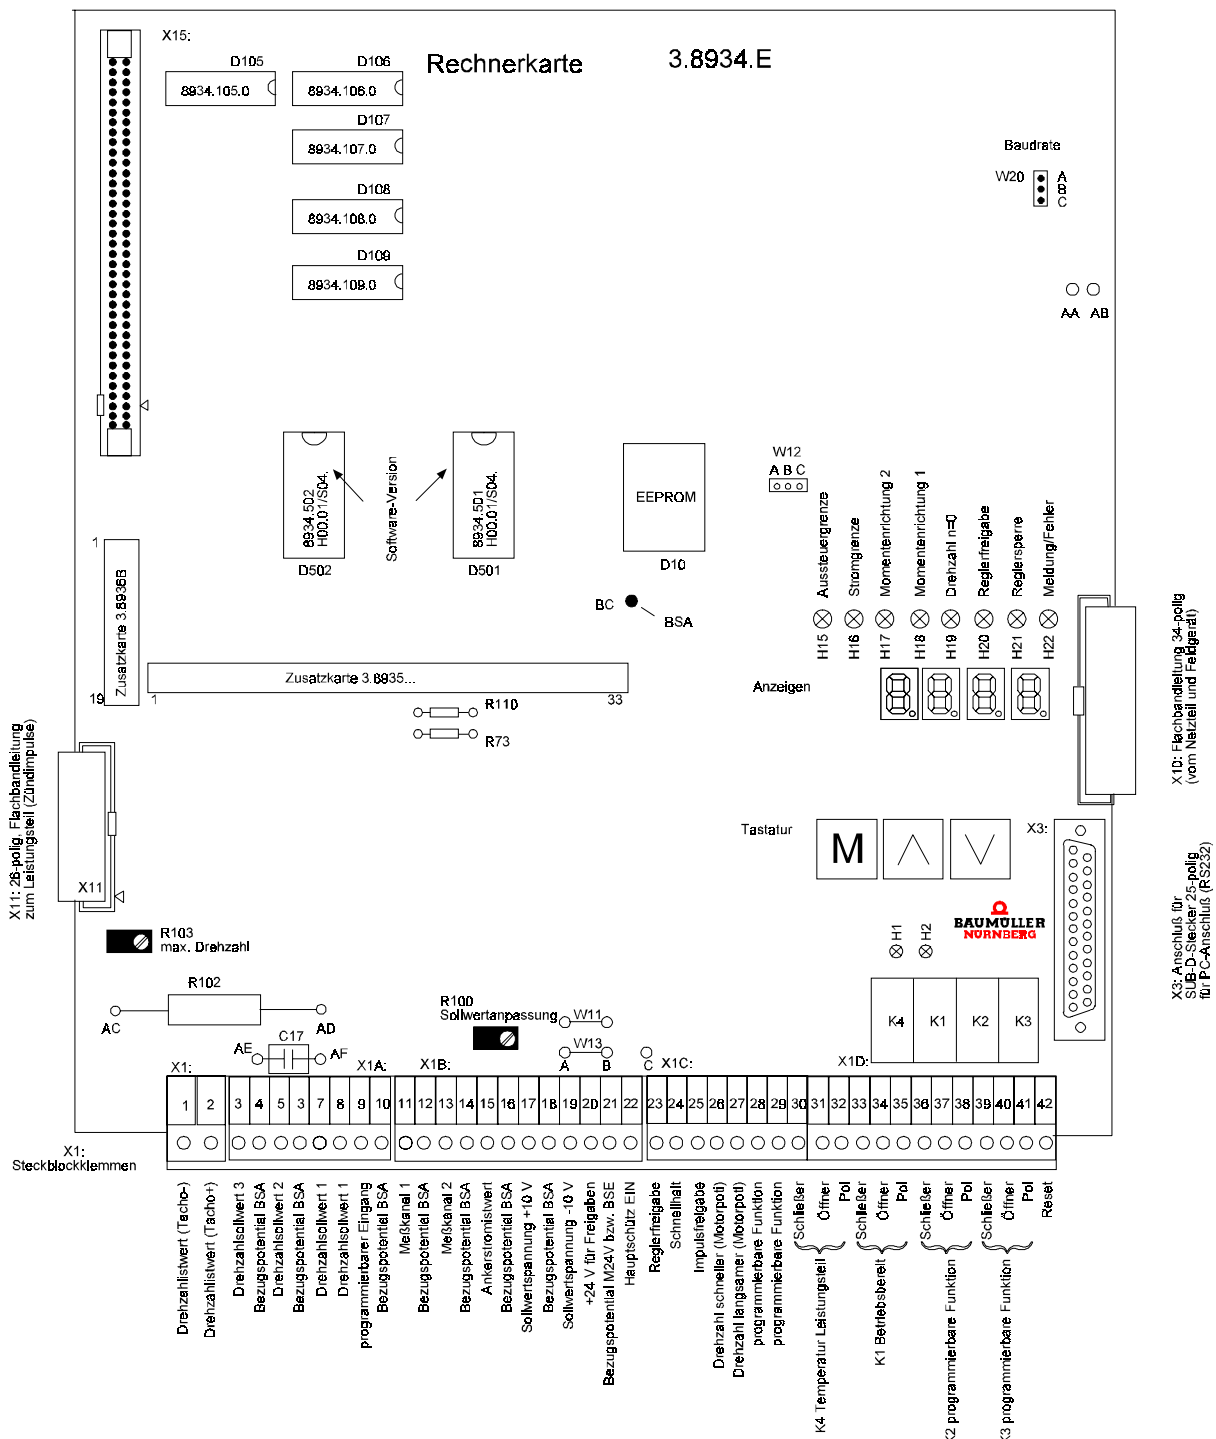 X15:
D105
D106
Rechnerkarte
3.8934.E
8934.105.0
8934.106.0
D107
8934.107.0
Baudrate
W20
A
B
C
D108
8934.108.0
D109
8934.109.0
AA AB
8934.502
H00.01/S04.
Software-Version
8934.501
H00.01/S04.
EEPROM
W12
A B C
D502
D501
D10
BC
BSA
Aussteuergrenze
Stromgrenze
Momentenrichtung 2
Momentenrichtung 1
Drehzahl n=0
Reglerfreigabe
Reglersperre
Meldung/Fehler
H15
H16
H17
H18
H19
H20
H21
H22
1
Zusatzkarte 3.8936B
19
Zusatzkarte 3.8935...
1
33
Anzeigen
R110
R73
X10: Flachbandleitung 34-polig
(vom Netzteil und Feldgerät)
X11: 26-polig, Flachbandleitung
zum Leistungsteil (Zündimpulse)
X11
Tastatur
M
X3:
X3: Anschluß für
SUB-D-Stecker 25-polig
für PC-Anschluß (RS232)
R103
max. Drehzahl
H1
H2
BAUMÜLLER
NÜRNBERG
R102
AC
AD
R100
Sollwertanpassung
W11
W13
A
B
C
K4
K1
K2
K3
C17
AE
AF
X1:
X1A:
X1B:
X1C:
X1D:
1 2 3 4 5 3 7 8 9 10 11 12 13 14 15 16 17 18 19 20 21 22 23 24 25 26 27 28 29 30 31 32 33 34 35 36 37 38 39 40 41 42
X1:
Steckblockklemmen
Drehzahlistwert (Tacho-)
Drehzahlistwert (Tacho+)
Drehzahlsollwert 3
Bezugspotential BSA
Drehzahlsollwert 2
Bezugspotential BSA
Drehzahlsollwert 1
Drehzahlsollwert 1
programmierbarer Eingang
Bezugspotential BSA
Meßkanal 1
Bezugspotential BSA
Meßkanal 2
Bezugspotential BSA
Ankerstromistwert
Bezugspotential BSA
Sollwertspannung +10 V
Bezugspotential BSA
Sollwertspannung -10 V
+24 V für Freigaben
Bezugspotential M24V bzw. BSE
Hauptschütz EIN
Reglerfreigabe
Schnellhalt
Impulsfreigabe
Drehzahl schneller (Motorpoti)
Drehzahl langsamer (Motorpoti)
programmierbare Funktion
programmierbare Funktion
Schließer
Öffner
Pol
Schließer
Öffner
Pol
Schließer
Öffner
Pol
Schließer
Öffner
Pol
Reset
K4 Temperatur Leistungsteil
K1 Betriebsbereit
K2 programmierbare Funktion
K3 programmierbare Funktion